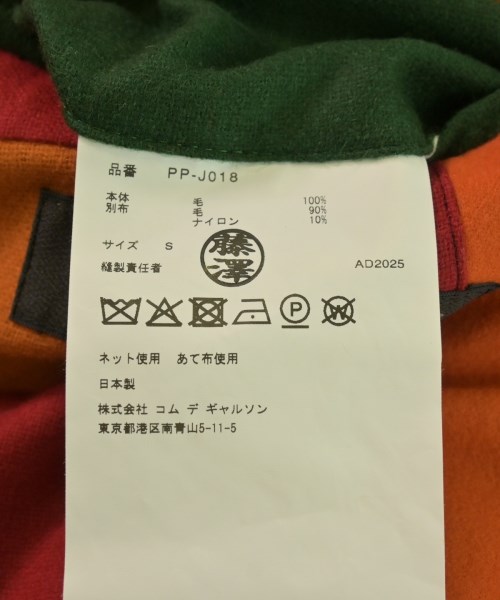 品番 PP-J018
本体 毛 100%
別布 毛 90%
ナイロン 10%
サイズ S
藤澤
縫製責任者 AD2025
P W
ネット使用 あて布使用
日本製
株式会社 コム デ ギャルソン
東京都港区南青山5-11-5